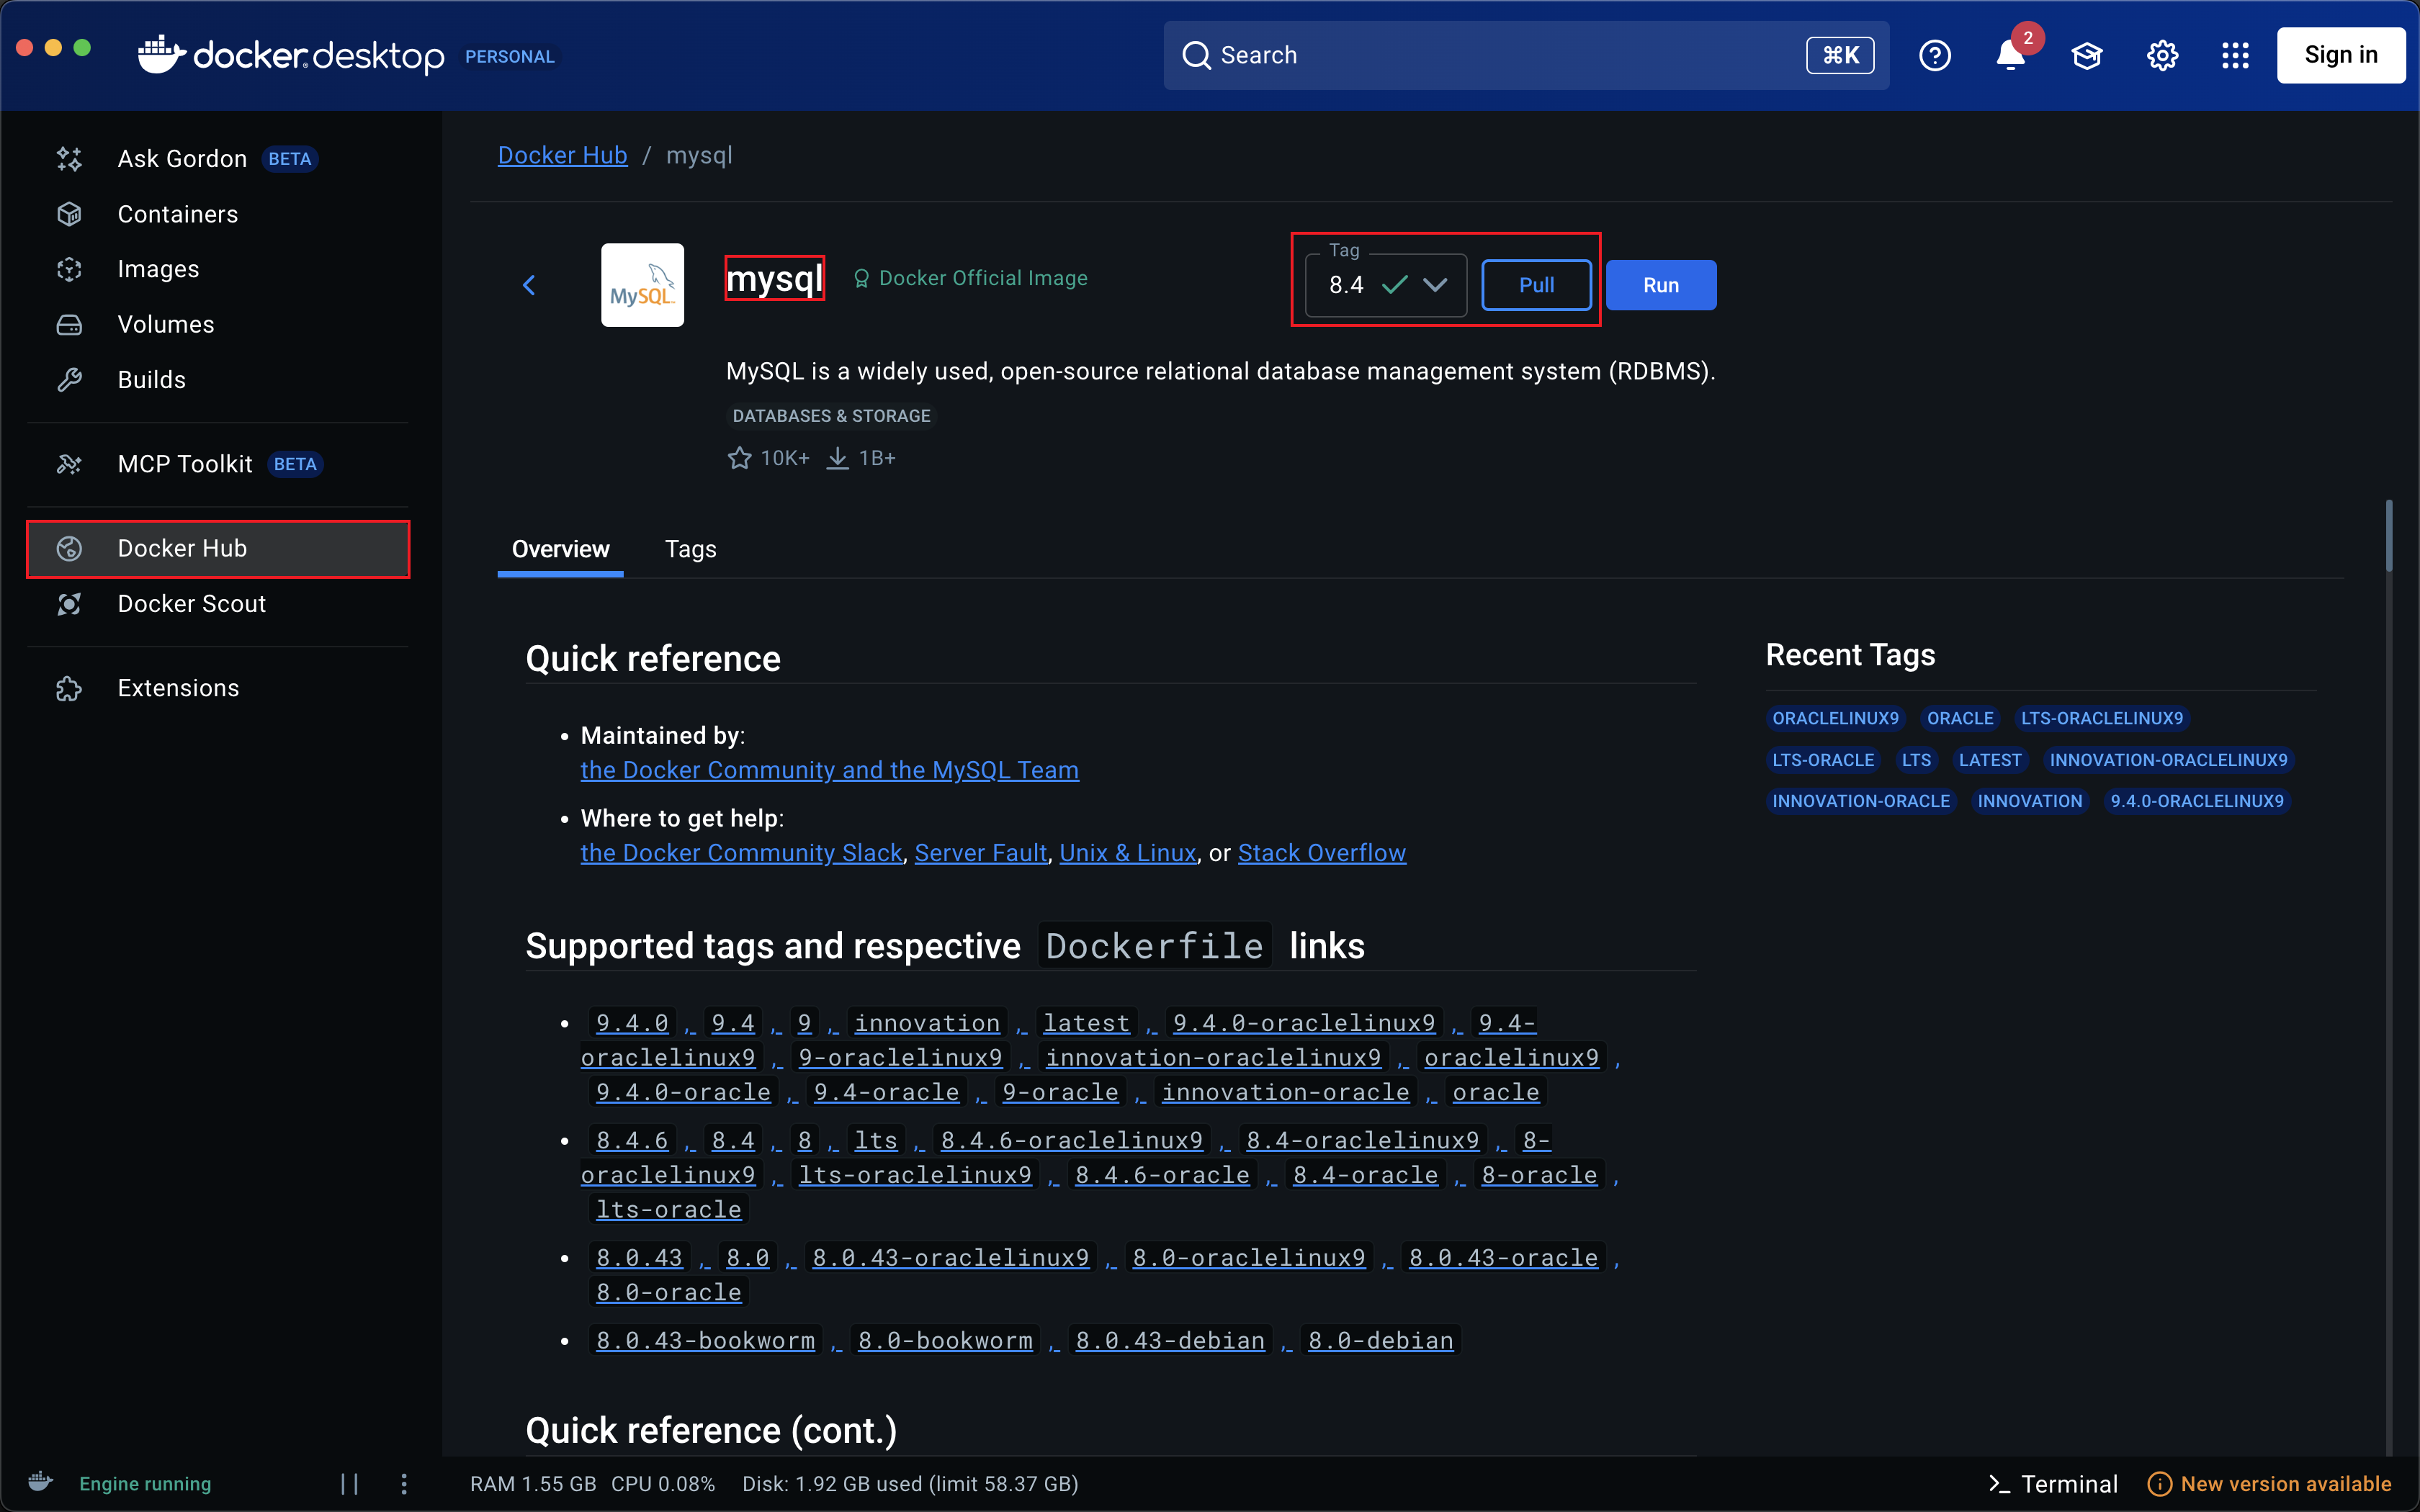 docker.desktop PERSONAL
Search ⌘K
2
Sign in
Ask Gordon BETA
Containers
Images
Volumes
Builds
MCP Toolkit BETA
Docker Hub
Docker Scout
Extensions
Docker Hub / mysql
MySQL
mysql Docker Official Image
Tag
8.4 Pull Run
MySQL is a widely used, open-source relational database management system (RDBMS).
DATABASES & STORAGE
10K+ 1B+
Overview Tags
Quick reference
• Maintained by:
the Docker Community and the MySQL Team
• Where to get help:
the Docker Community Slack, Server Fault, Unix & Linux, or Stack Overflow
Supported tags and respective Dockerfile links
• 9.4.0, 9.4, 9, innovation, latest, 9.4.0-oraclelinux9, 9.4-
oraclelinux9, 9-oraclelinux9, innovation-oraclelinux9, oraclelinux9,
9.4.0-oracle, 9.4-oracle, 9-oracle, innovation-oracle, oracle
• 8.4.6, 8.4, 8, lts, 8.4.6-oraclelinux9, 8.4-oraclelinux9, 8-
oraclelinux9, lts-oraclelinux9, 8.4.6-oracle, 8.4-oracle, 8-oracle,
lts-oracle
• 8.0.43, 8.0, 8.0.43-oraclelinux9, 8.0-oraclelinux9, 8.0.43-oracle,
8.0-oracle
• 8.0.43-bookworm, 8.0-bookworm, 8.0.43-debian, 8.0-debian
Quick reference (cont.)
Recent Tags
ORACLELINUX9 ORACLE LTS-ORACLELINUX9
LTS-ORACLE LTS LATEST INNOVATION-ORACLELINUX9
INNOVATION-ORACLE INNOVATION 9.4.0-ORACLELINUX9
Engine running
RAM 1.55 GB CPU 0.08% Disk: 1.92 GB used (limit 58.37 GB)
>_ Terminal
New version available